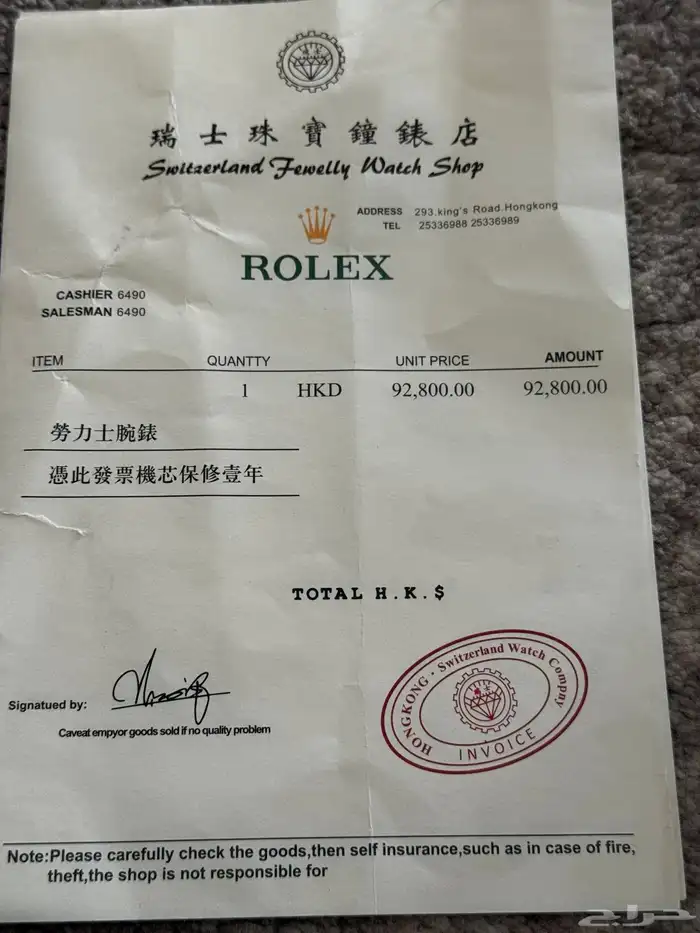 瑞士珠寶鐘錶店
Switzerland Fewelly Watch Shop
ADDRESS 293.king's Road.Hongkong
TEL 25336988 25336989
ROLEX
CASHIER 6490
SALESMAN 6490
ITEM QUANTTY UNIT PRICE AMOUNT
1 HKD 92,800.00 92,800.00
勞力士腕錶
憑此發票機芯保修壹年
TOTAL H.K.$
Signatued by:
Caveat empyor goods sold if no quality problem
HONGKONG · Switzerland Watch Compny
瑞士
INVOICE
Note:Please carefully check the goods,then self insurance,such as in case of fire,
theft,the shop is not responsible for
حراج